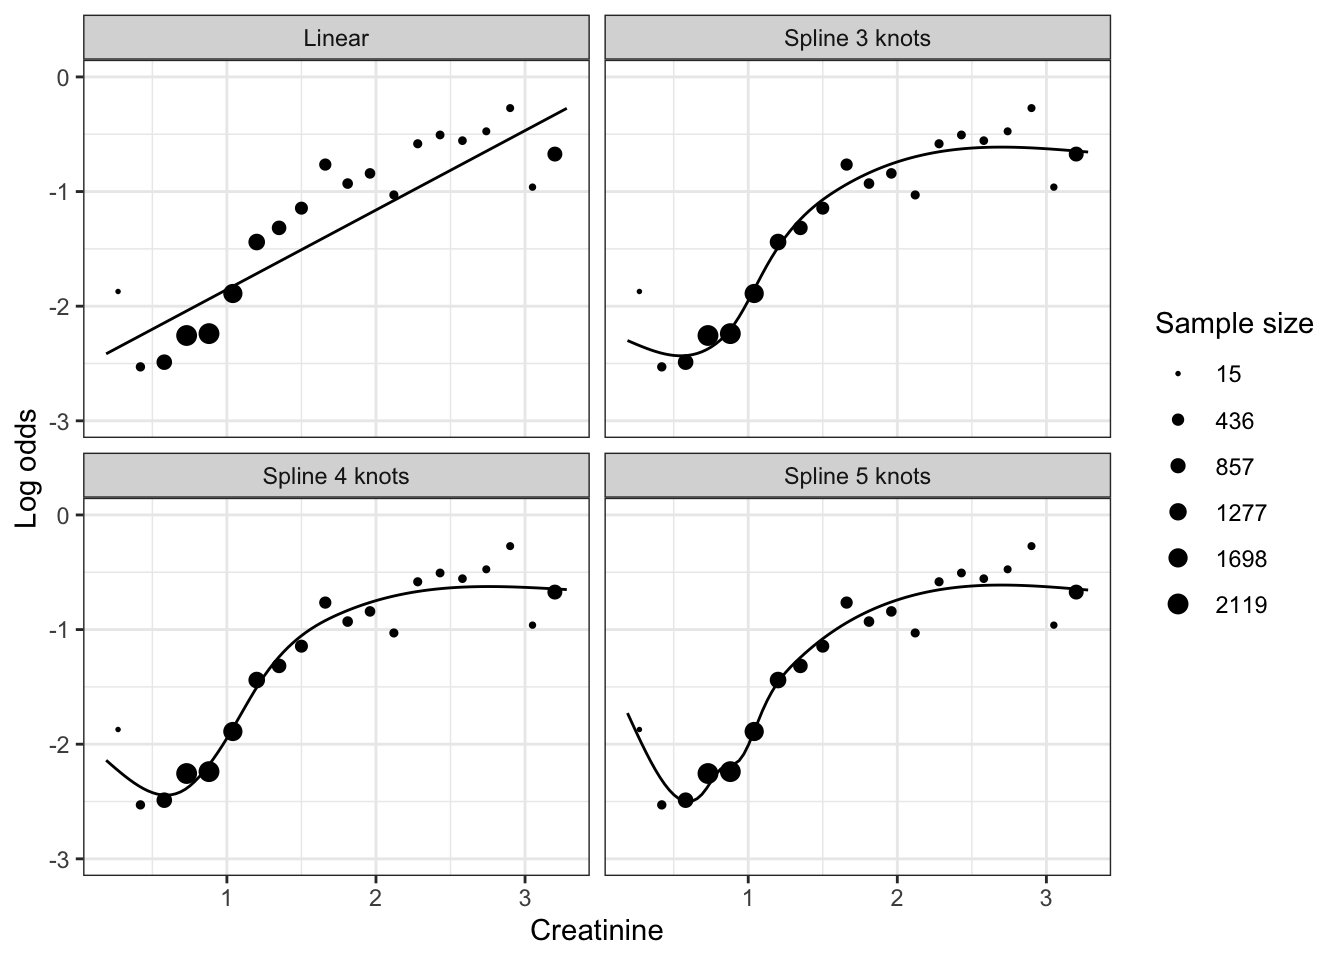 Linear
Spline 3 knots
0
-1
-2
-3
Spline 4 knots
Spline 5 knots
0
-1
-2
-3
1
2
3
1
2
3
Log odds
Creatinine
Sample size
15
436
857
1277
1698
2119